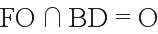 FO ∩ BD = O